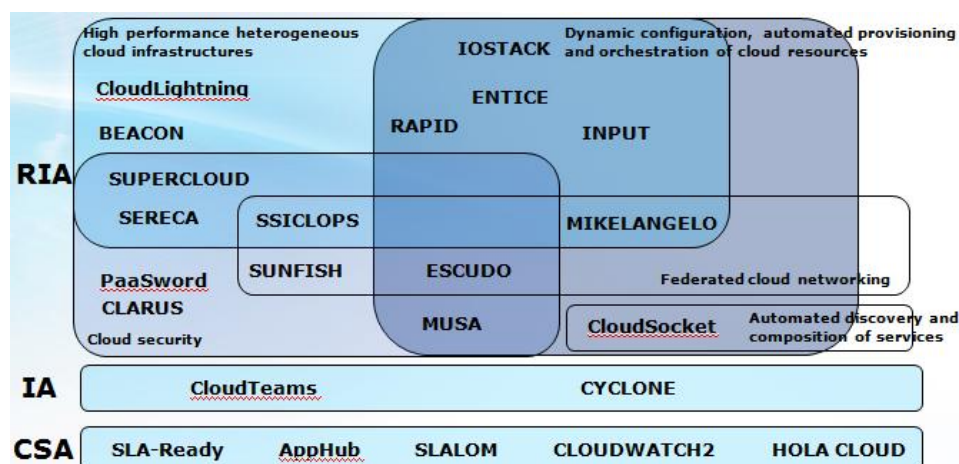 High performance heterogeneous
cloud infrastructures
IOSTACK
Dynamic configuration, automated provisioning
and orchestration of cloud resources
CloudLightning
ENTICE
BEACON
RAPID
INPUT
RIA
SUPERCLOUD
SERECA
SSICLOPS
MIKELANGELO
PaaSword
SUNFISH
ESCUDO
Federated cloud networking
CLARUS
MUSA
CloudSocket
Automated discovery and
composition of services
Cloud security
IA
CloudTeams
CYCLONE
CSA
SLA-Ready
AppHub
SLALOM
CLOUDWATCH2
HOLA CLOUD